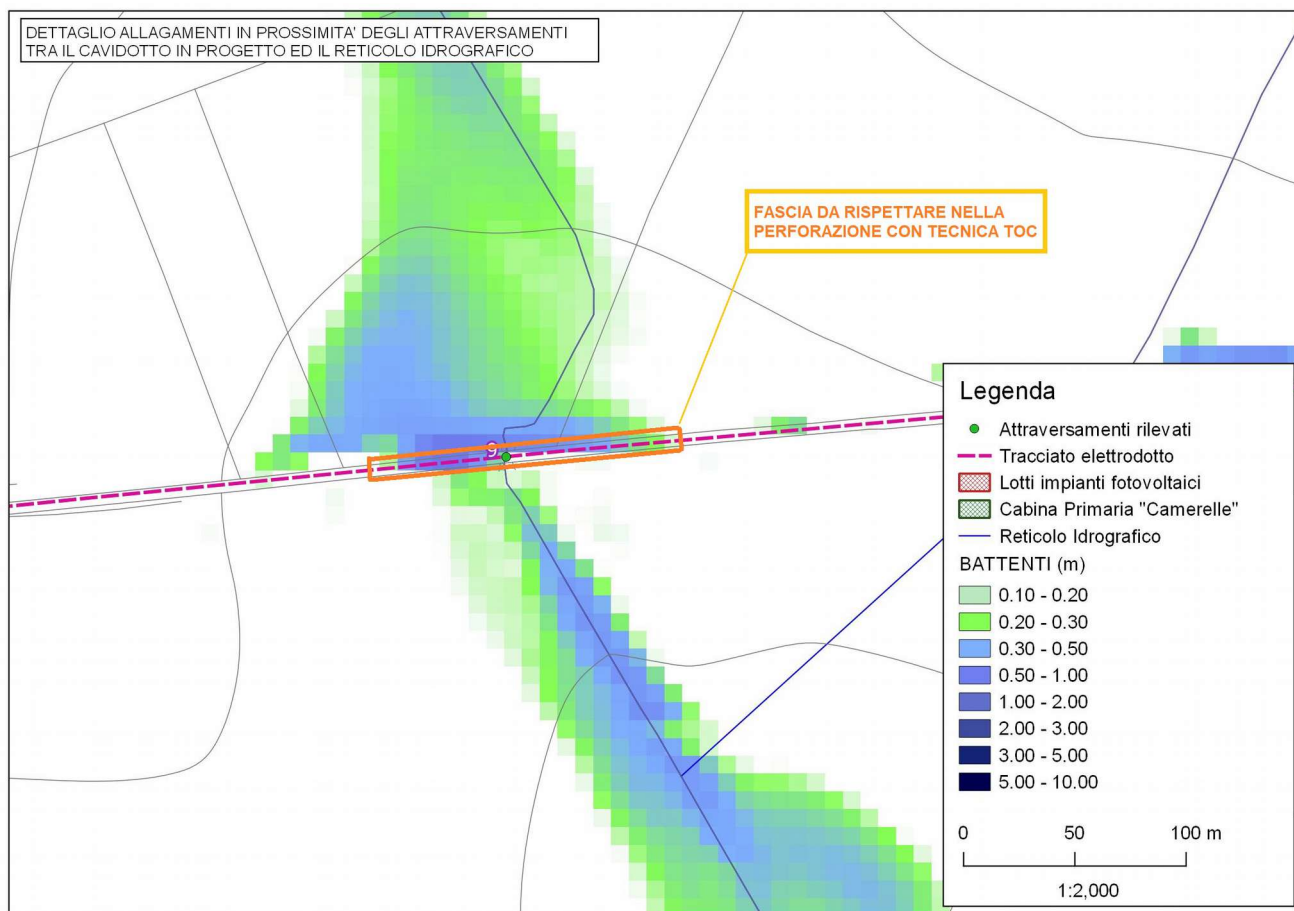 DETTAGLIO ALLAGAMENTI IN PROSSIMITA' DEGLI ATTRAVERSAMENTI
TRA IL CAVIDOTTO IN PROGETTO ED IL RETICOLO IDROGRAFICO
FASCIA DA RISPETTARE NELLA
PERFORAZIONE CON TECNICA TOC
9
Legenda
Attraversamenti rilevati
Tracciato elettrodotto
Lotti impianti fotovoltaici
Cabina Primaria "Camerelle"
Reticolo Idrografico
BATTENTI (m)
0.10 - 0.20
0.20 - 0.30
0.30 - 0.50
0.50 - 1.00
1.00 - 2.00
2.00 - 3.00
3.00 - 5.00
5.00 - 10.00
0 50 100 m
1:2,000